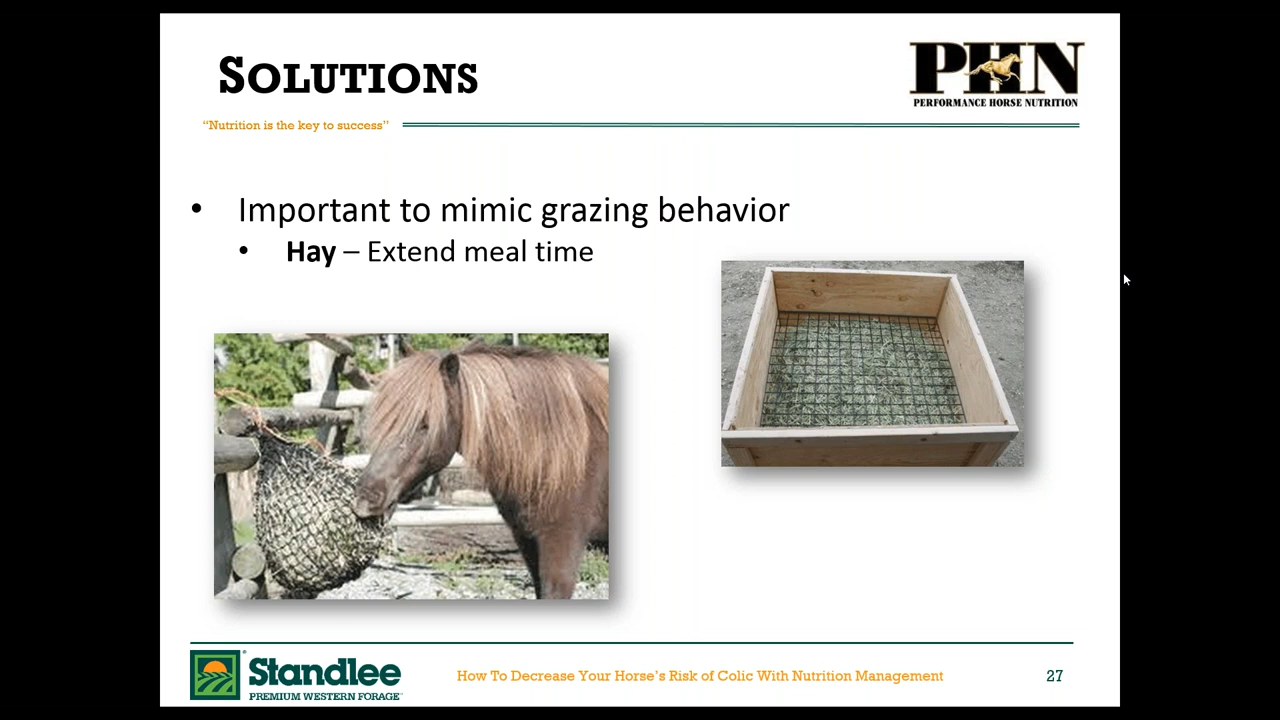 SOLUTIONS
PHN
PERFORMANCE HORSE NUTRITION
“Nutrition is the key to success”
• Important to mimic grazing behavior
• Hay – Extend meal time
Standlee®
PREMIUM WESTERN FORAGE™
How To Decrease Your Horse’s Risk of Colic With Nutrition Management
27